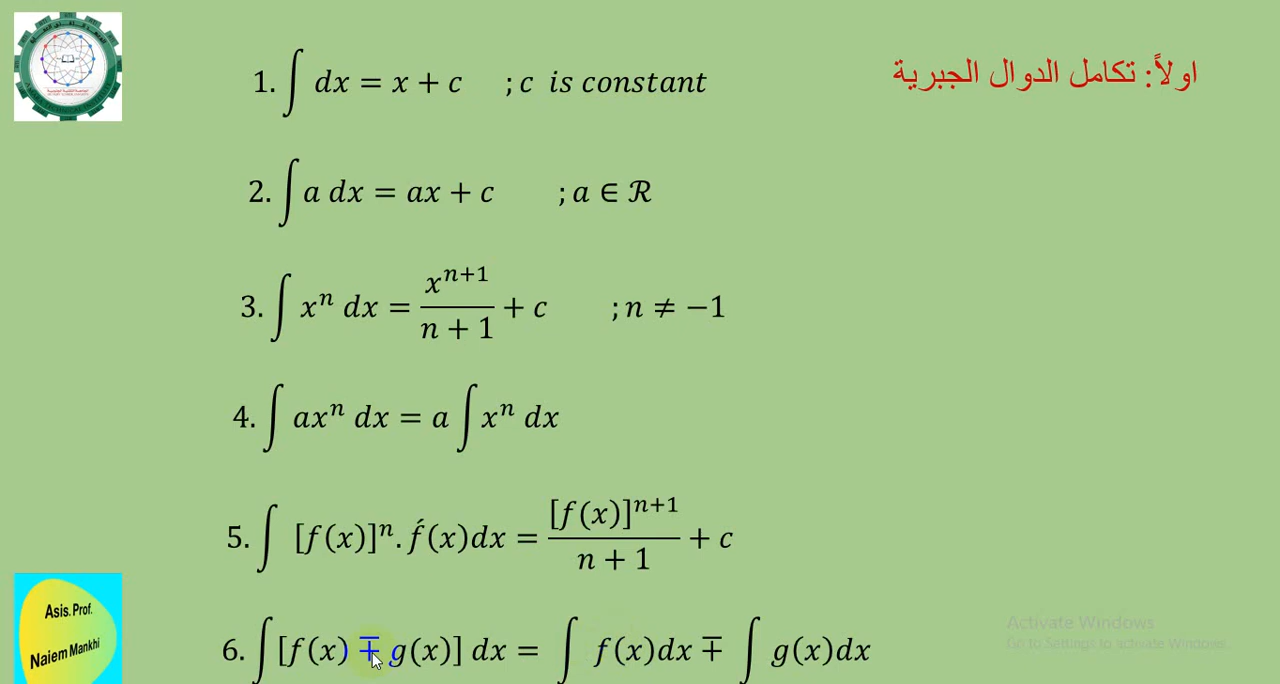 اولاً: تكامل الدوال الجبرية
1. ∫ dx = x + c ; c is constant
2. ∫ a dx = ax + c ; a ∈ ℛ
3. ∫ xⁿ dx = xⁿ⁺¹/(n + 1) + c ; n ≠ −1
4. ∫ axⁿ dx = a ∫ xⁿ dx
5. ∫ [f(x)]ⁿ. f́(x)dx = [f(x)]ⁿ⁺¹/(n + 1) + c
6. ∫ [f(x) ∓ g(x)] dx = ∫ f(x)dx ∓ ∫ g(x)dx
Asis. Prof.
Naiem Mankhi
Activate Windows
Go to Settings to activate Windows.